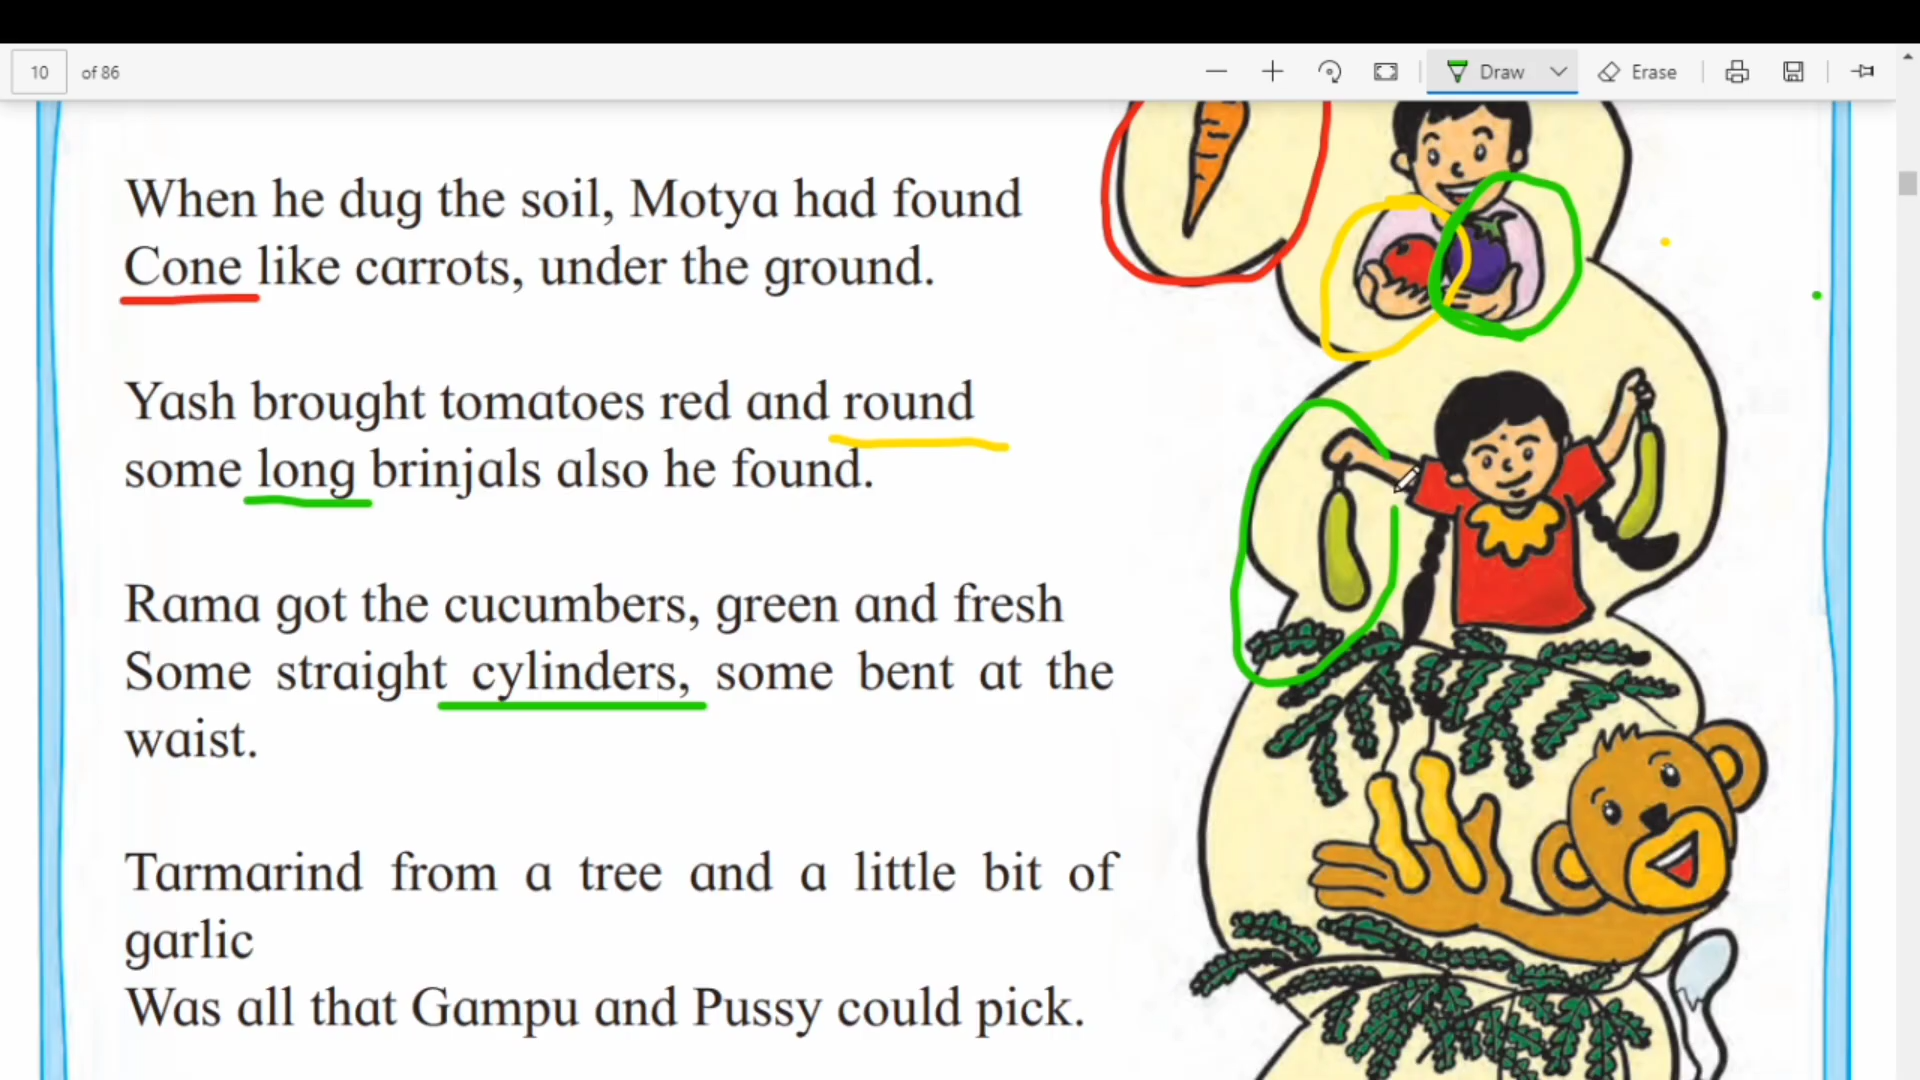 10 of 86 Draw Erase
When he dug the soil, Motya had found
Cone like carrots, under the ground.
Yash brought tomatoes red and round
some long brinjals also he found.
Rama got the cucumbers, green and fresh
Some straight cylinders, some bent at the
waist.
Tarmarind from a tree and a little bit of
garlic
Was all that Gampu and Pussy could pick.